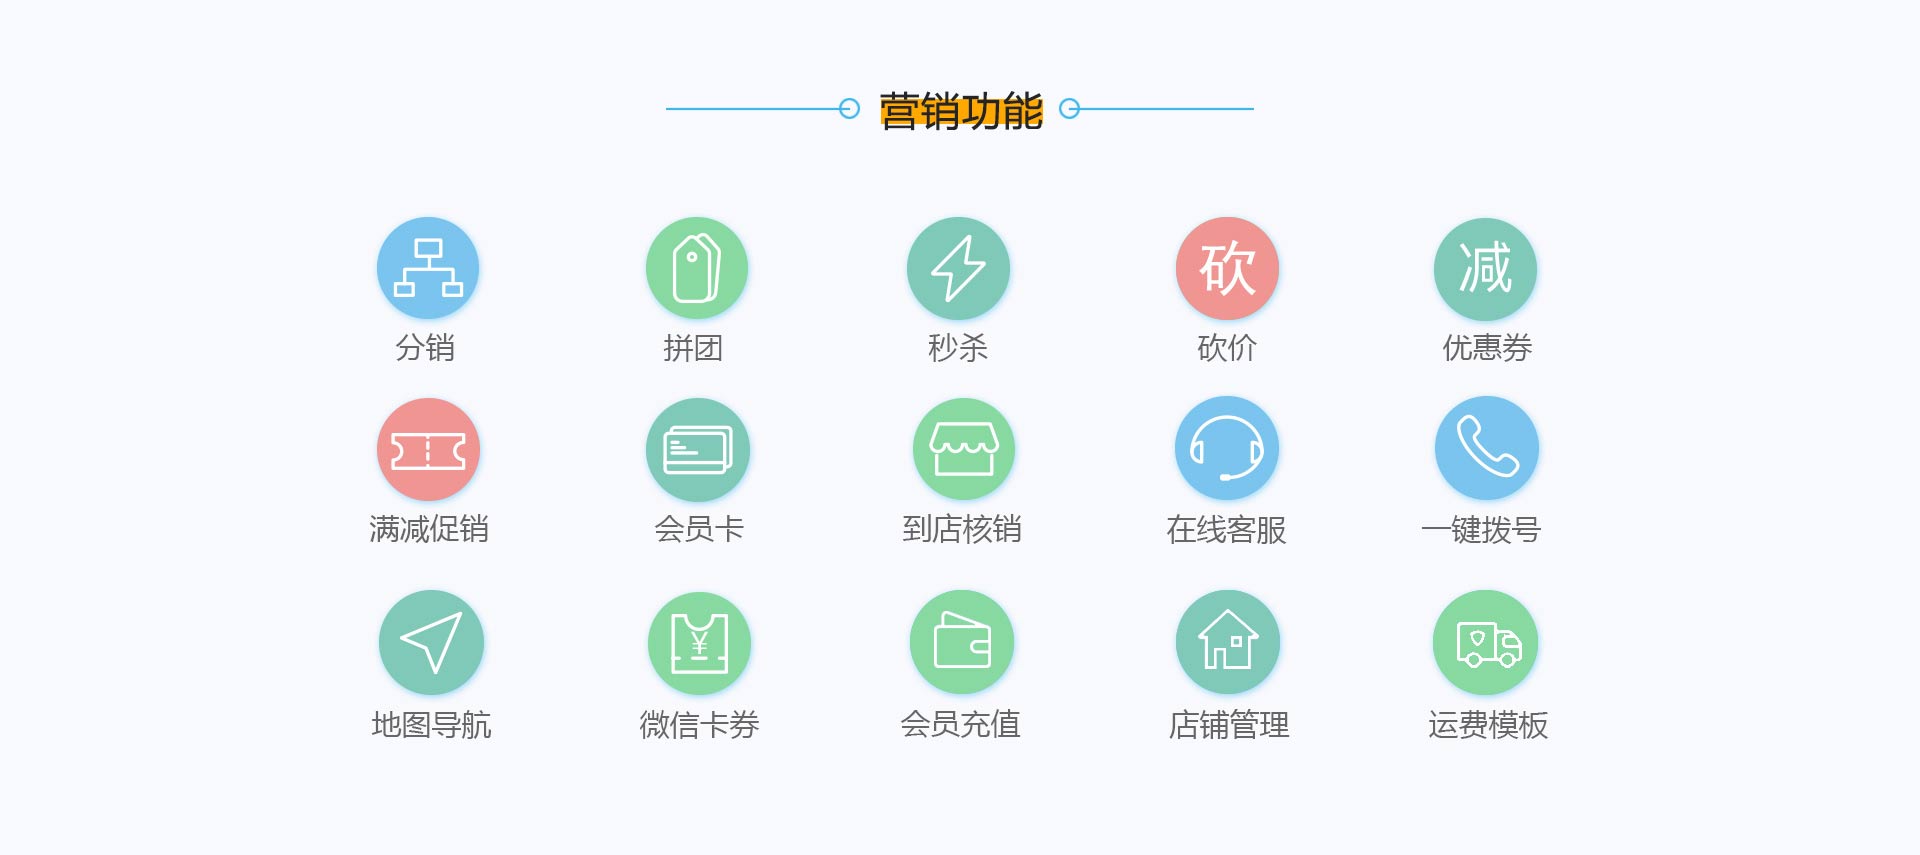 营销功能
砍 减
分销 拼团 秒杀 砍价 优惠券
满减促销 会员卡 到店核销 在线客服 一键拨号
¥
地图导航 微信卡券 会员充值 店铺管理 运费模板